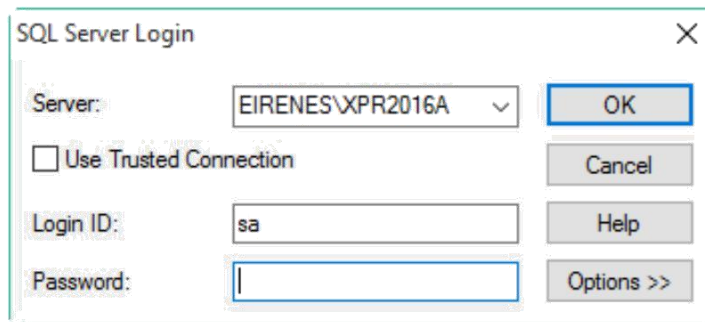 SQL Server Login
Server: EIRENES\XPR2016A OK
Use Trusted Connection Cancel
Login ID: sa Help
Password: Options >>